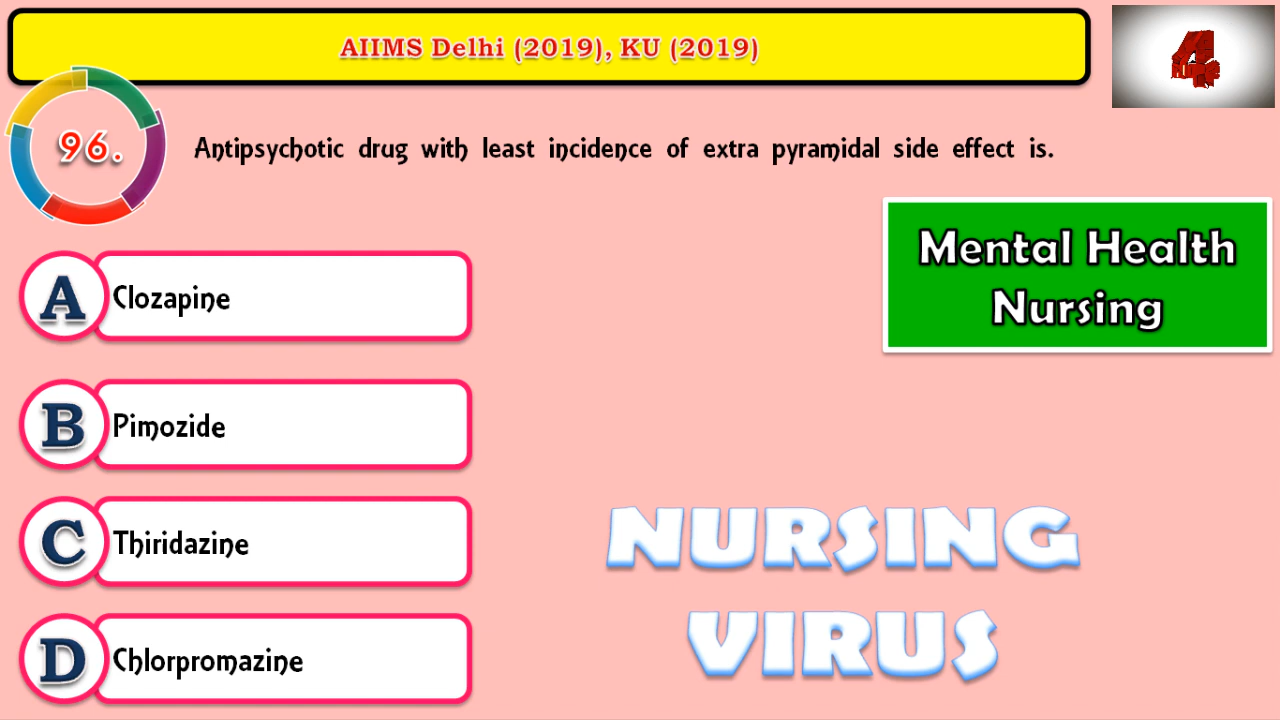 AIIMS Delhi (2019), KU (2019)
4
96.
Antipsychotic drug with least incidence of extra pyramidal side effect is.
Mental Health
Nursing
A Clozapine
B Pimozide
C Thiridazine
D Chlorpromazine
NURSING
VIRUS